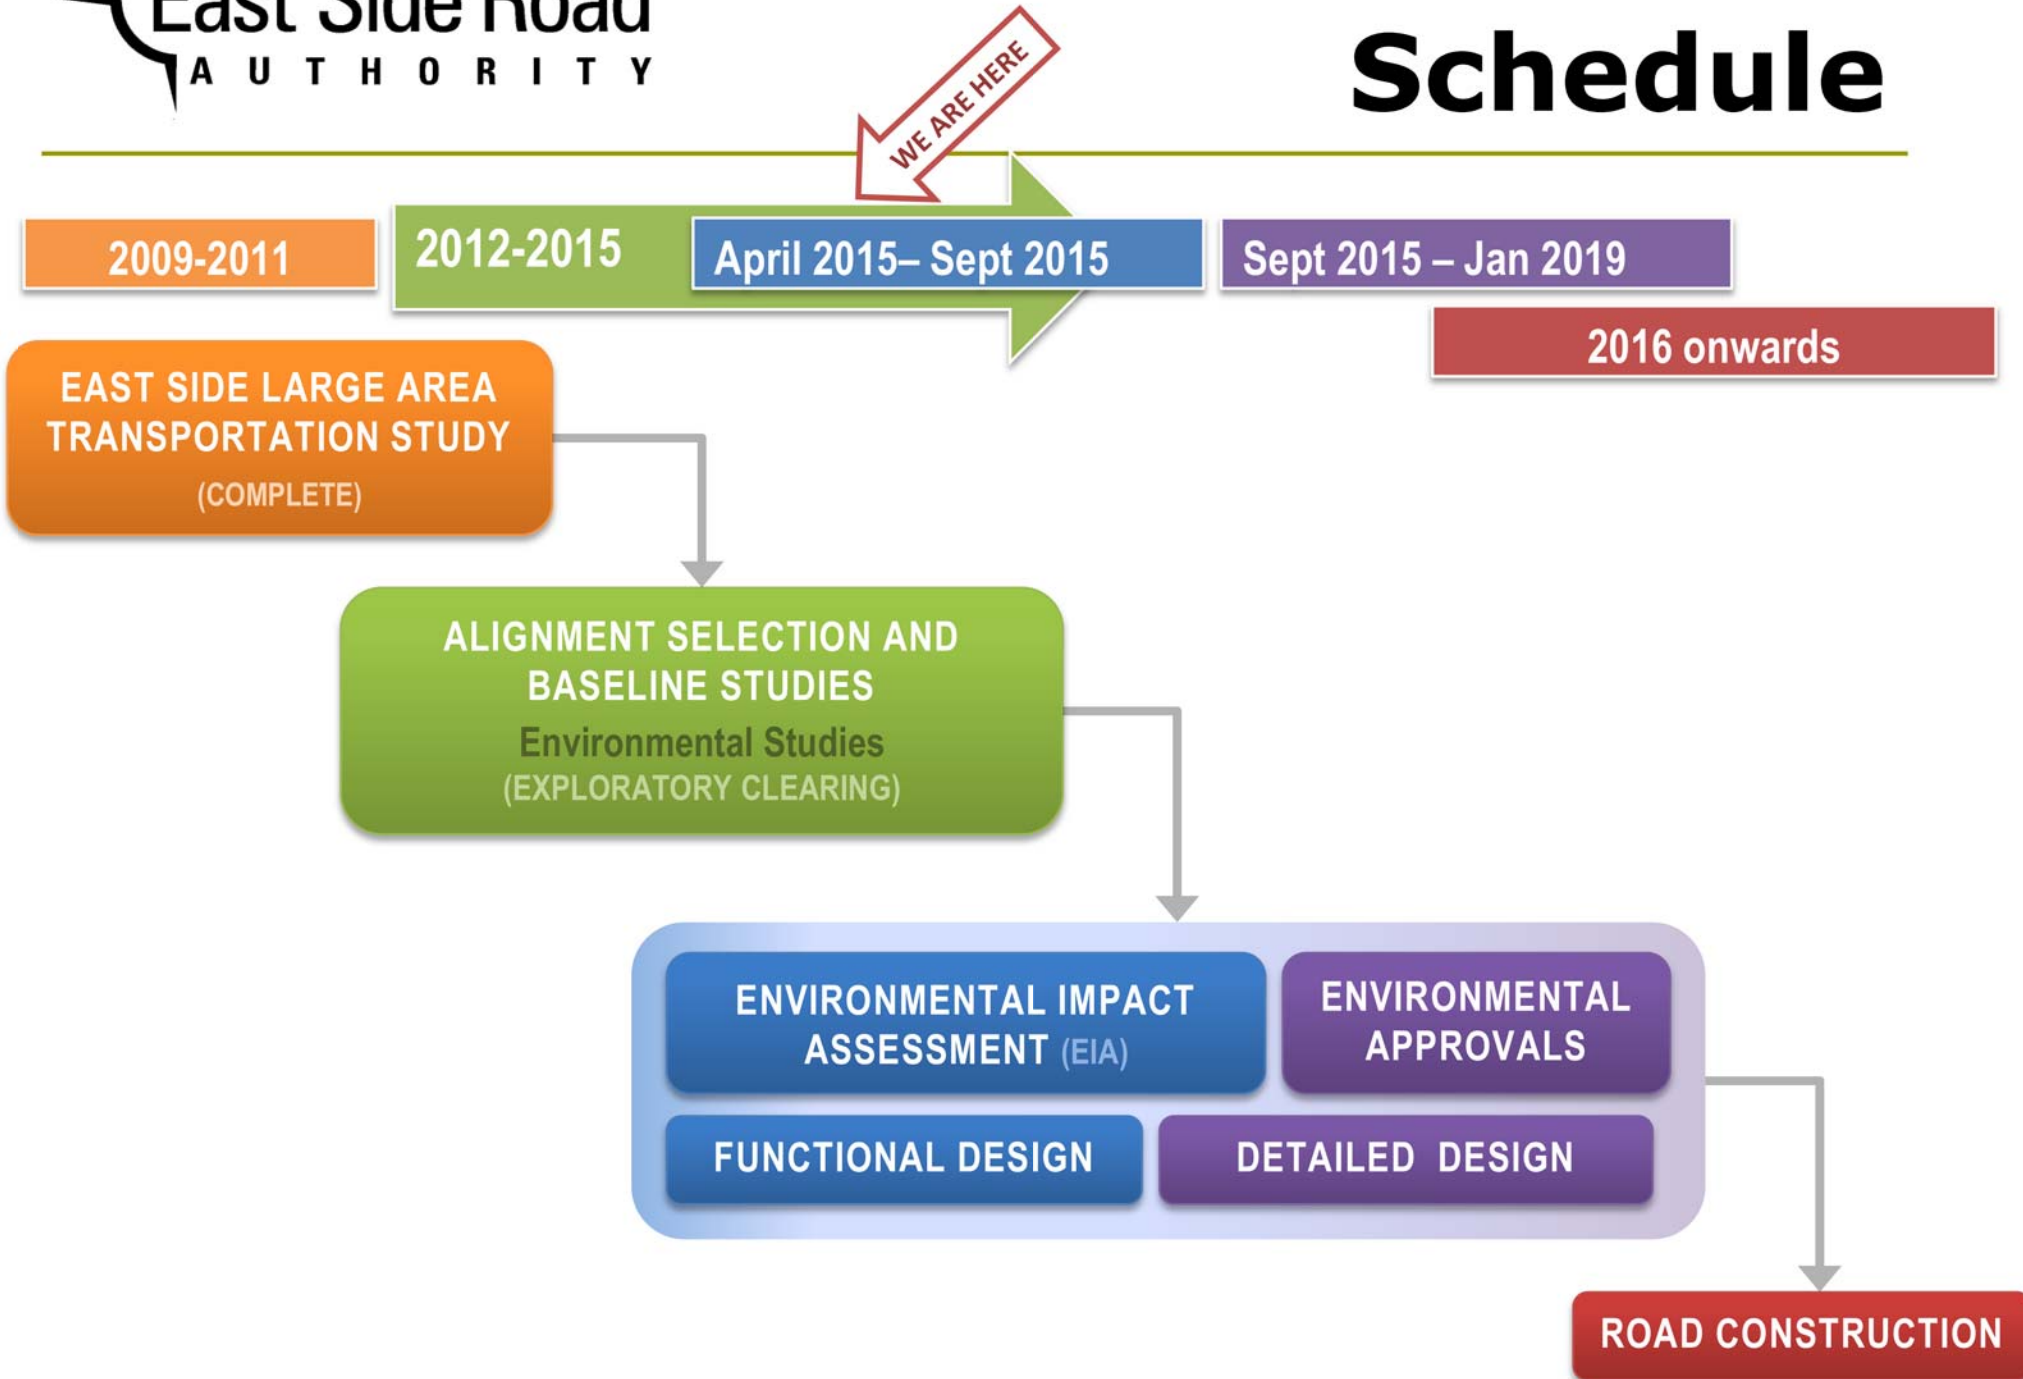 East Side Road
AUTHORITY
Schedule
WE ARE HERE
2009-2011
2012-2015
April 2015– Sept 2015
Sept 2015 – Jan 2019
2016 onwards
EAST SIDE LARGE AREA
TRANSPORTATION STUDY
(COMPLETE)
ALIGNMENT SELECTION AND
BASELINE STUDIES
Environmental Studies
(EXPLORATORY CLEARING)
ENVIRONMENTAL IMPACT
ASSESSMENT (EIA)
ENVIRONMENTAL
APPROVALS
FUNCTIONAL DESIGN
DETAILED DESIGN
ROAD CONSTRUCTION